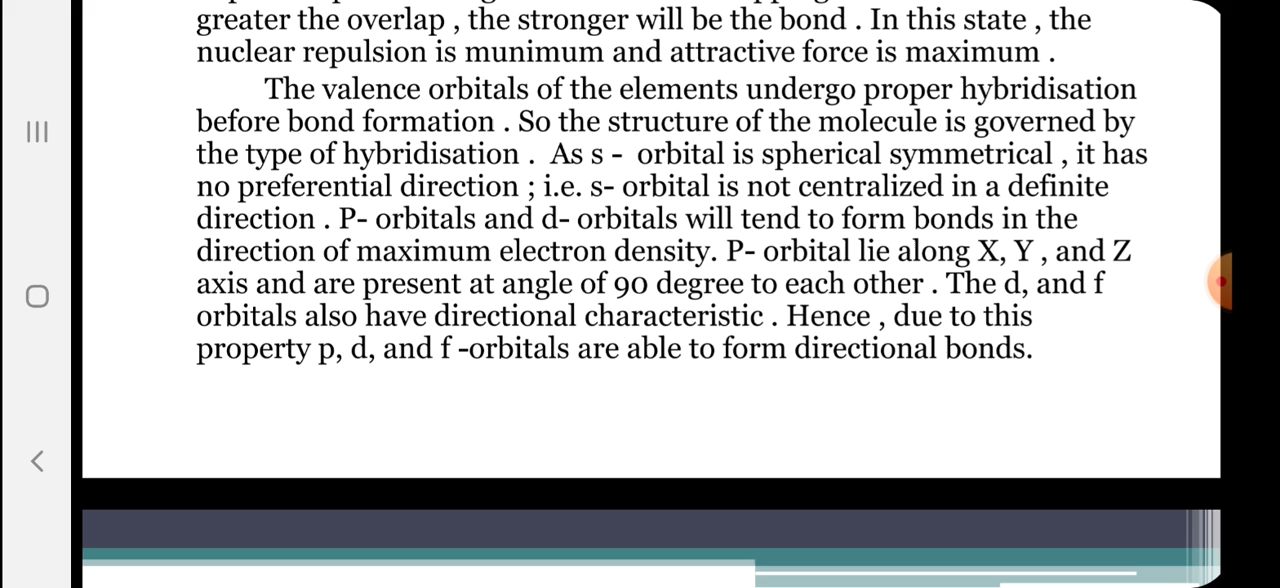 greater the overlap , the stronger will be the bond . In this state , the
nuclear repulsion is munimum and attractive force is maximum .
The valence orbitals of the elements undergo proper hybridisation
before bond formation . So the structure of the molecule is governed by
the type of hybridisation .  As s -  orbital is spherical symmetrical , it has
no preferential direction ; i.e. s- orbital is not centralized in a definite
direction . P- orbitals and d- orbitals will tend to form bonds in the
direction of maximum electron density. P- orbital lie along X, Y , and Z
axis and are present at angle of 90 degree to each other . The d, and f
orbitals also have directional characteristic . Hence , due to this
property p, d, and f -orbitals are able to form directional bonds.